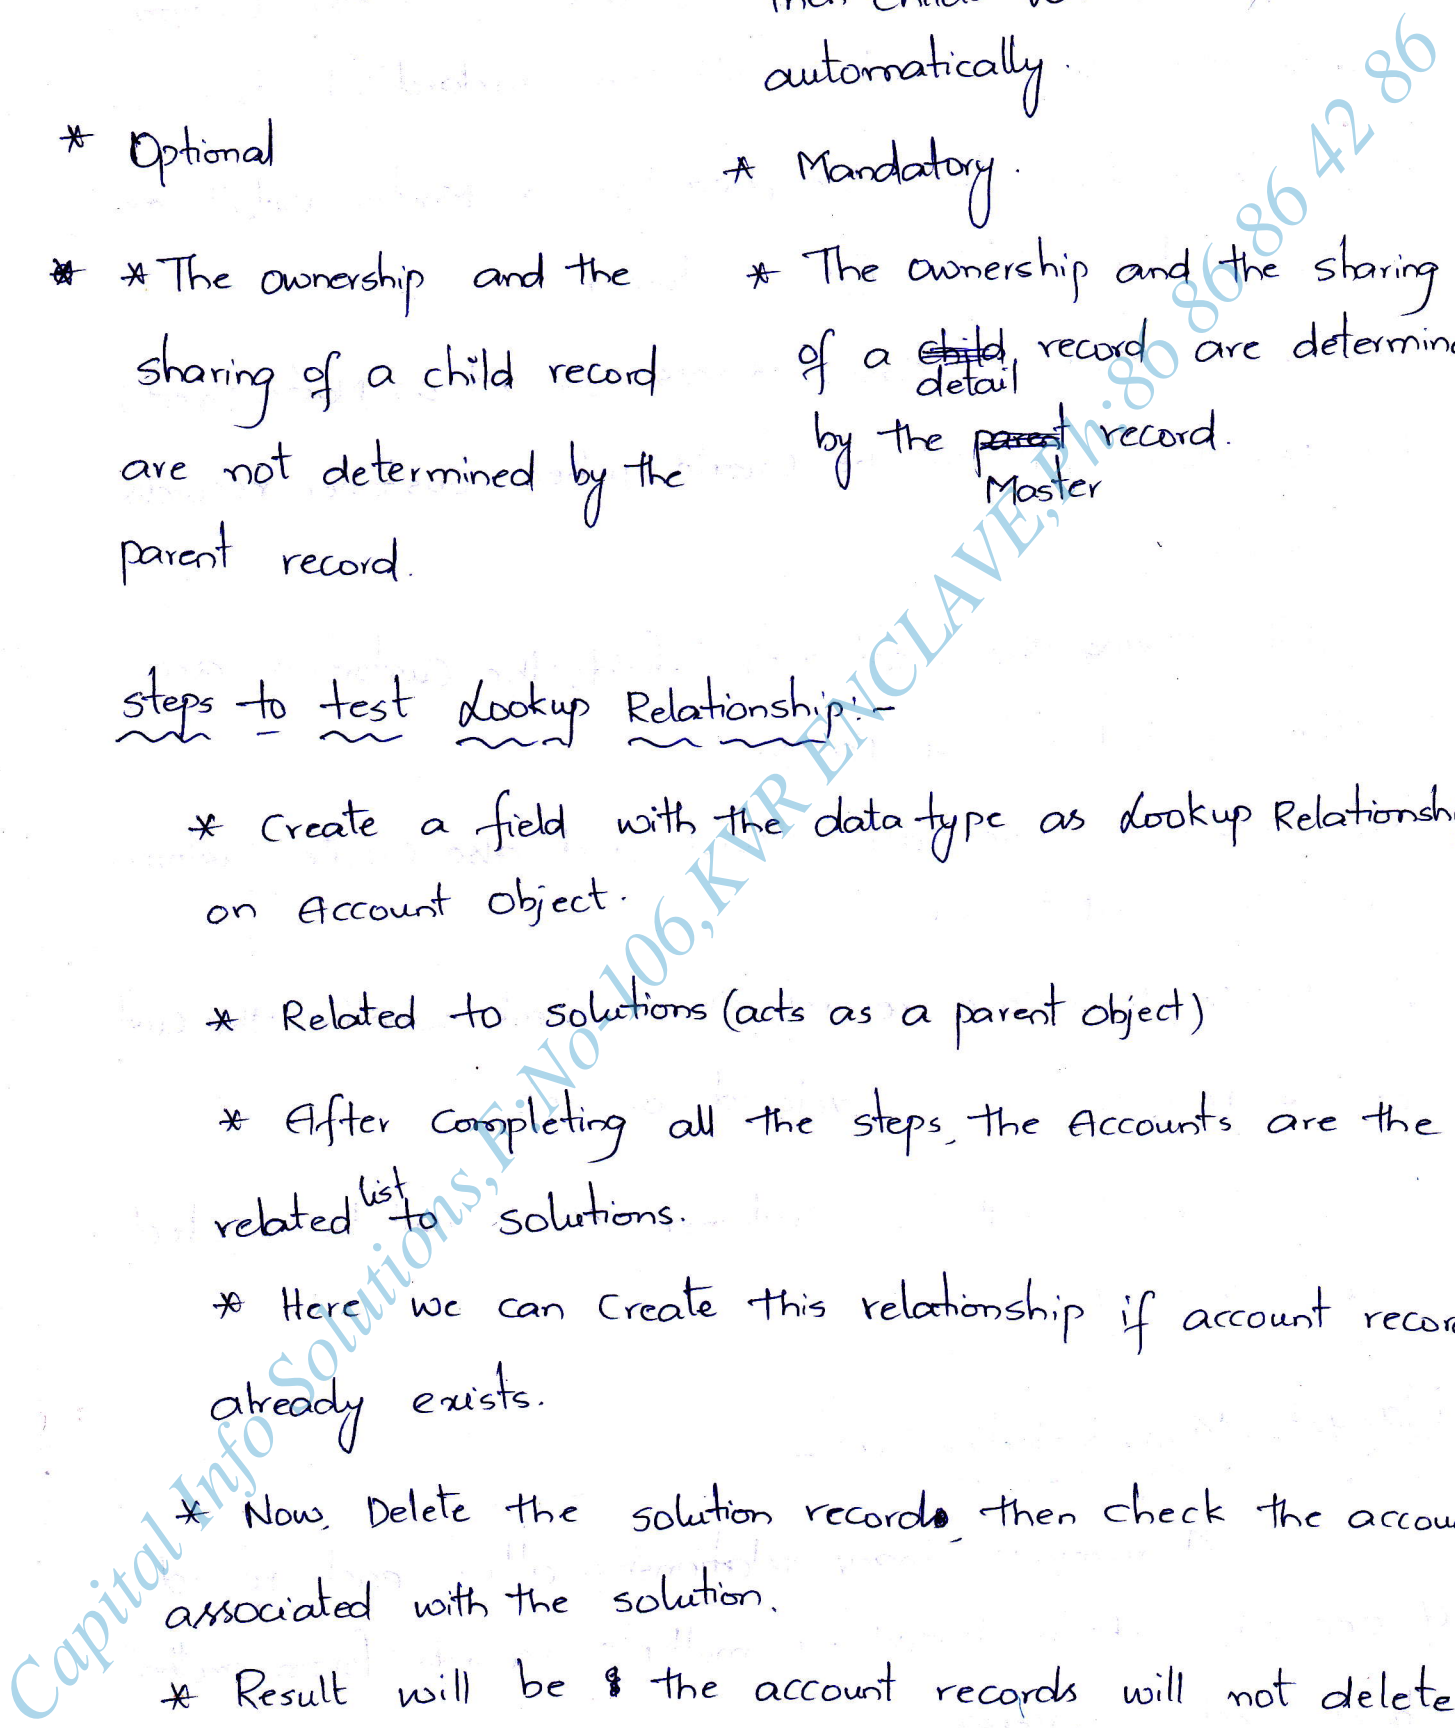 automatically.
* Optional
* Mandatory.
* * The ownership and the
sharing of a child record
are not determined by the
parent record.
* The ownership and the sharing
of a child record are
detail
by the parent record.
Master
steps to test Lookup Relationship:-
* Create a field with the data type as Lookup
on Account object.
* Related to solutions (acts as a parent object)
* After completing all the steps, the Accounts are the
list
related to solutions.
* Here we can create this relationship if account
already exists.
* Now, Delete the solution records, then check the
associated with the solution.
* Result will be the account records will not delete
Capital Info Solutions,F.No-106,KVR ENCLAVE,Ph:86 86 86 42 86